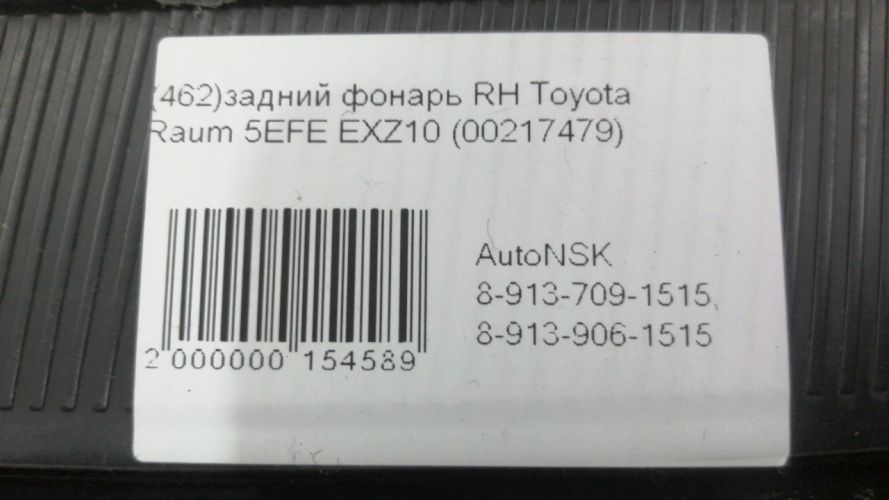 (462)задний фонарь RH Toyota
Raum 5EFE EXZ10 (00217479)
AutoNSK
8-913-709-1515,
8-913-906-1515
2 000000 154589